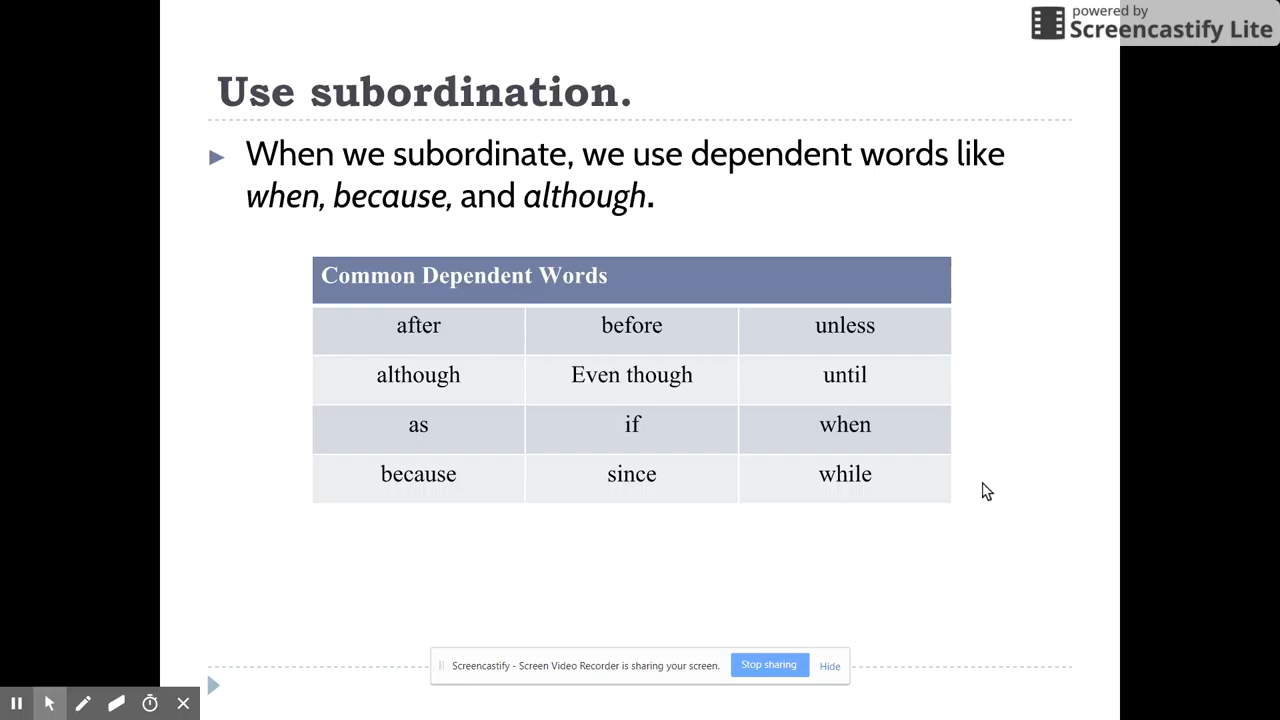 powered by
Screencastify Lite
Use subordination.
When we subordinate, we use dependent words like
when, because, and although.
Common Dependent Words
after before unless
although Even though until
as if when
because since while
Screencastify - Screen Video Recorder is sharing your screen. Stop sharing Hide